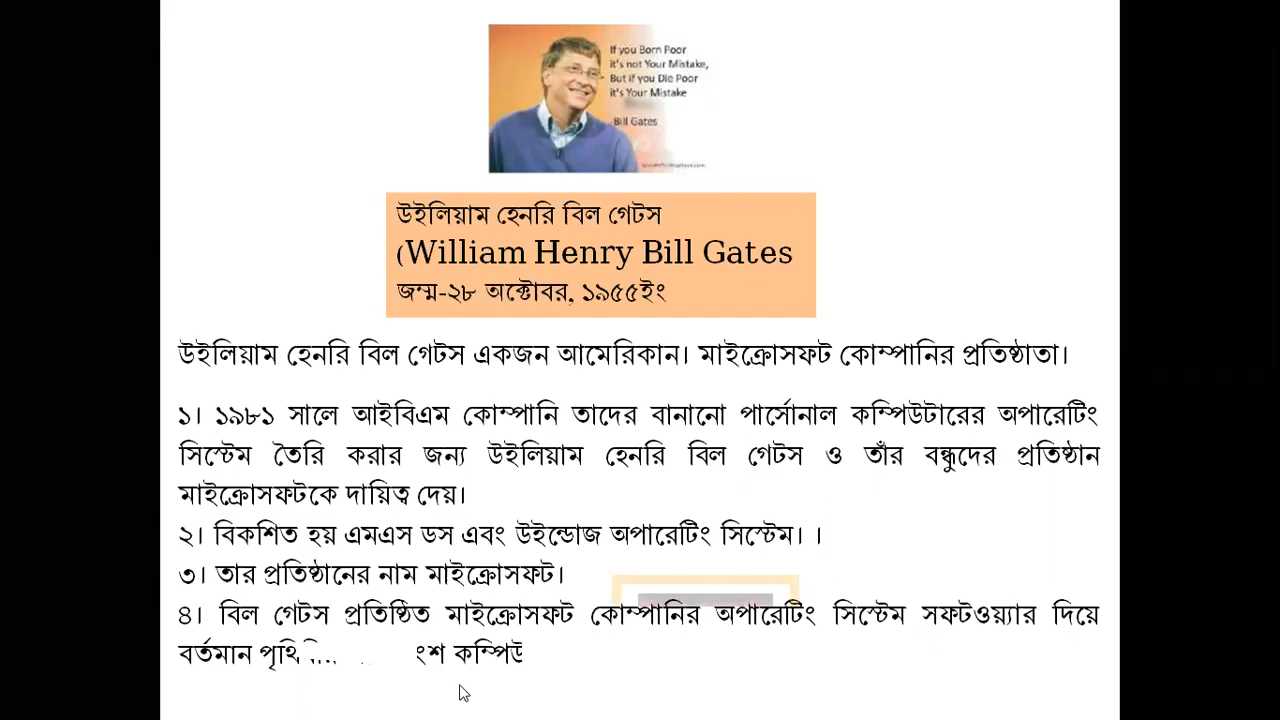 If you Born Poor
it's not Your Mistake,
But if you Die Poor
it's Your Mistake
-Bill Gates
উইলিয়াম হেনরি বিল গেটস
(William Henry Bill Gates
জম্ম-২৮ অক্টোবর, ১৯৫৫ইং
উইলিয়াম হেনরি বিল গেটস একজন আমেরিকান। মাইক্রোসফট কোম্পানির প্রতিষ্ঠাতা।
১। ১৯৮১ সালে আইবিএম কোম্পানি তাদের বানানো পার্সোনাল কম্পিউটারের অপারেটিং
সিস্টেম তৈরি করার জন্য উইলিয়াম হেনরি বিল গেটস ও তাঁর বন্ধুদের প্রতিষ্ঠান
মাইক্রোসফটকে দায়িত্ব দেয়।
২। বিকশিত হয় এমএস ডস এবং উইন্ডোজ অপারেটিং সিস্টেম। ।
৩। তার প্রতিষ্ঠানের নাম মাইক্রোসফট।
৪। বিল গেটস প্রতিষ্ঠিত মাইক্রোসফট কোম্পানির অপারেটিং সিস্টেম সফটওয়্যার দিয়ে
বর্তমান